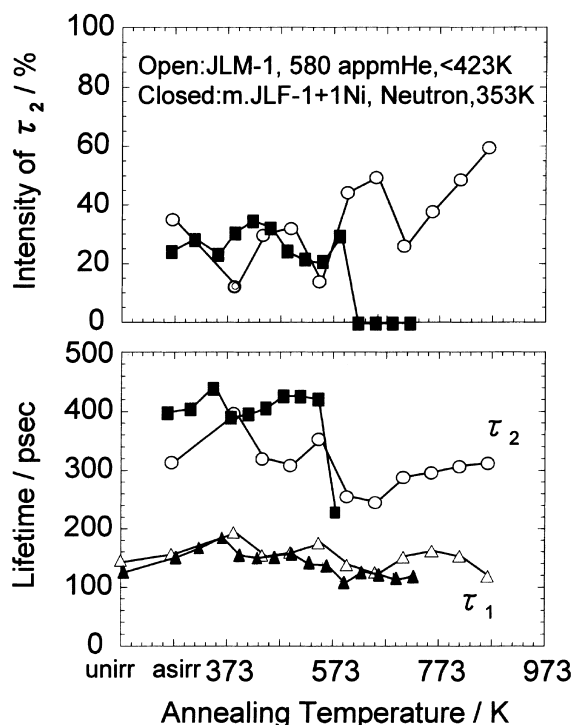 100
80
60
40
20
0
Intensity of τ₂ / %
Open:JLM-1, 580 appmHe,<423K
Closed:m.JLF-1+1Ni, Neutron,353K
500
400
300
200
100
0
Lifetime / psec
τ₂
τ₁
unirr asirr 373 573 773 973
Annealing Temperature / K